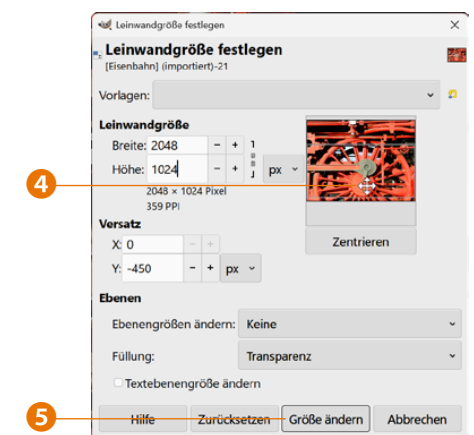 Leinwandgröße festlegen
Leinwandgröße festlegen
[Eisenbahn] (importiert)-21
Vorlagen:
Leinwandgröße
Breite: 2048 - +
Höhe: 1024 - + px
2048 × 1024 Pixel
359 PPI
4
Versatz
X: 0 - +
Y: -450 - + px
Zentrieren
Ebenen
Ebenengrößen ändern: Keine
Füllung: Transparenz
Textebenengröße ändern
5
Hilfe Zurücksetzen Größe ändern Abbrechen